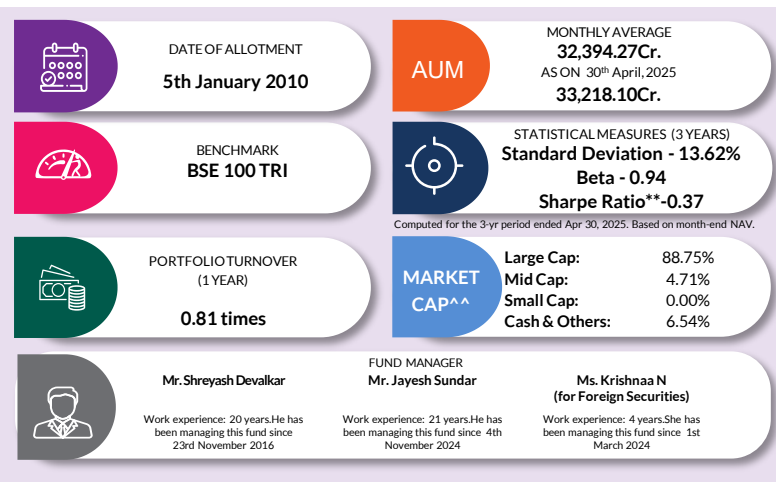 DATE OF ALLOTMENT
5th January 2010
AUM
MONTHLY AVERAGE
32,394.27Cr.
AS ON 30th April, 2025
33,218.10Cr.
BENCHMARK
BSE 100 TRI
STATISTICAL MEASURES (3 YEARS)
Standard Deviation - 13.62%
Beta - 0.94
Sharpe Ratio**-0.37
Computed for the 3-yr period ended Apr 30, 2025. Based on month-end NAV.
PORTFOLIO TURNOVER
(1 YEAR)
0.81 times
MARKET
CAP^^
Large Cap: 88.75%
Mid Cap: 4.71%
Small Cap: 0.00%
Cash & Others: 6.54%
FUND MANAGER
Mr. Shreyash Devalkar
Work experience: 20 years.He has
been managing this fund since
23rd November 2016
Mr. Jayesh Sundar
Work experience: 21 years.He has
been managing this fund since 4th
November 2024
Ms. Krishnaa N
(for Foreign Securities)
Work experience: 4 years.She has
been managing this fund since 1st
March 2024